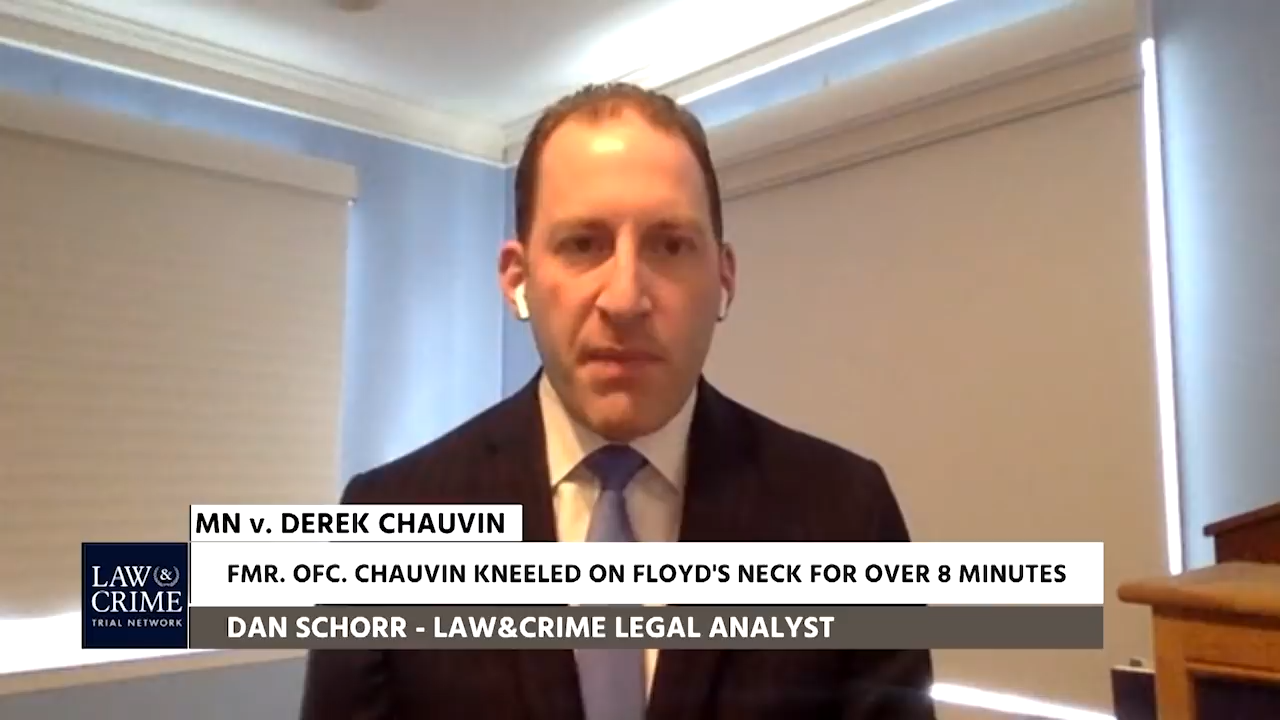 MN v. DEREK CHAUVIN
LAW &
CRIME
TRIAL NETWORK
FMR. OFC. CHAUVIN KNEELED ON FLOYD'S NECK FOR OVER 8 MINUTES
DAN SCHORR - LAW&CRIME LEGAL ANALYST